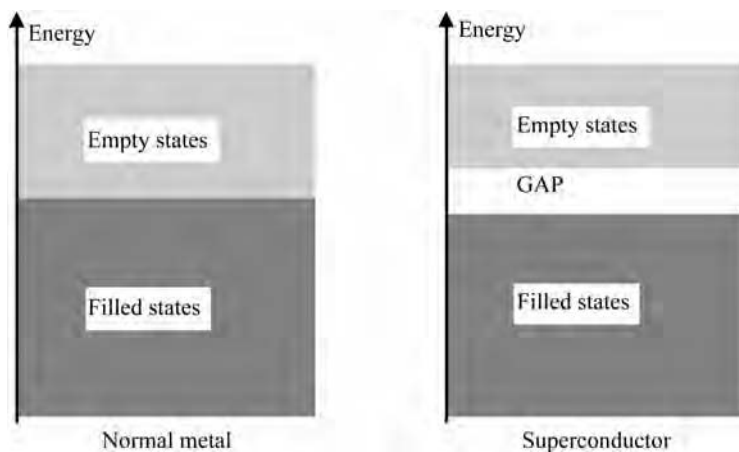 Energy
Empty states
Filled states
Normal metal
Energy
Empty states
GAP
Filled states
Superconductor